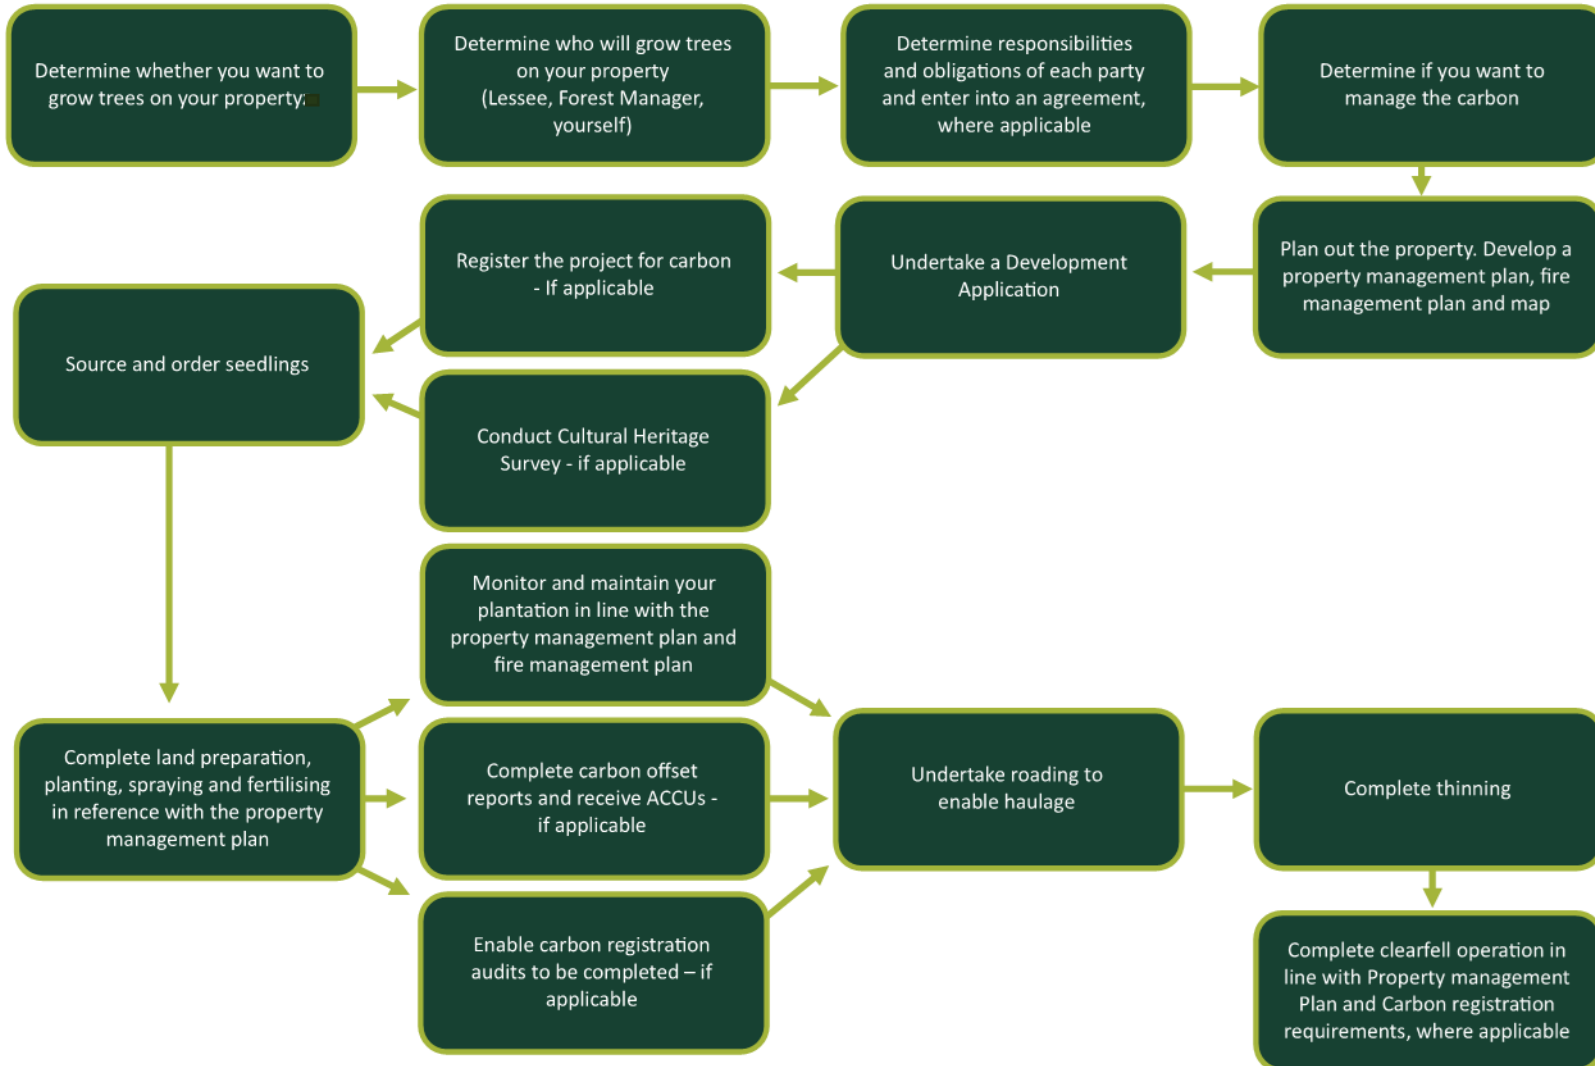 Determine whether you want to
grow trees on your property:
Determine who will grow trees
on your property
(Lessee, Forest Manager,
yourself)
Determine responsibilities
and obligations of each party
and enter into an agreement,
where applicable
Determine if you want to
manage the carbon
Plan out the property. Develop a
property management plan, fire
management plan and map
Undertake a Development
Application
Register the project for carbon
- If applicable
Conduct Cultural Heritage
Survey - if applicable
Source and order seedlings
Complete land preparation,
planting, spraying and fertilising
in reference with the property
management plan
Monitor and maintain your
plantation in line with the
property management plan and
fire management plan
Complete carbon offset
reports and receive ACCUs -
if applicable
Enable carbon registration
audits to be completed – if
applicable
Undertake roading to
enable haulage
Complete thinning
Complete clearfell operation in
line with Property management
Plan and Carbon registration
requirements, where applicable